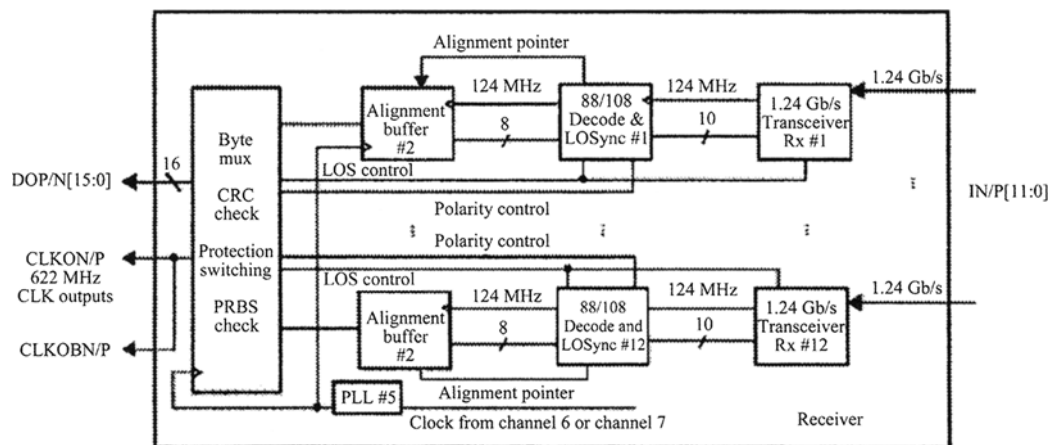 Alignment pointer
124 MHz
124 MHz
1.24 Gb/s
Alignment
buffer
#2
8
88/108
Decode &
LOSync #1
10
1.24 Gb/s
Transceiver
Rx #1
Byte
mux
CRC
check
Protection
switching
PRBS
check
16
DOP/N[15:0]
LOS control
Polarity control
IN/P[11:0]
CLKON/P
622 MHz
CLK outputs
Polarity control
LOS control
124 MHz
124 MHz
1.24 Gb/s
Alignment
buffer
#2
8
88/108
Decode and
LOSync #12
10
1.24 Gb/s
Transceiver
Rx #12
CLKOBN/P
Alignment pointer
PLL #5
Clock from channel 6 or channel 7
Receiver